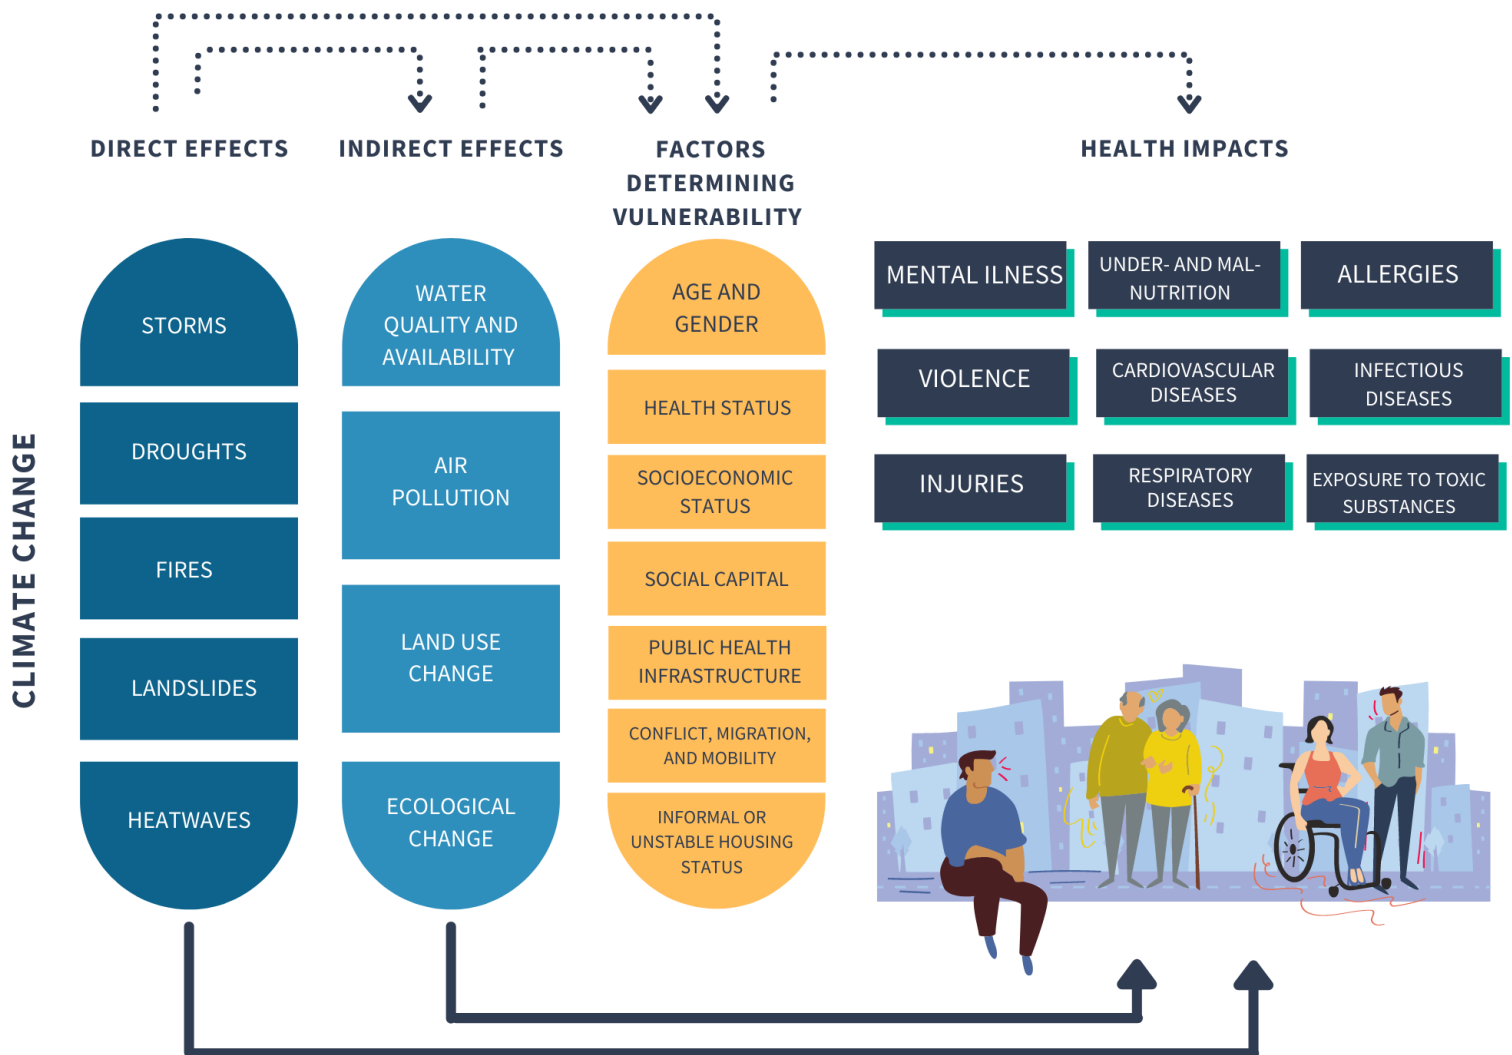 DIRECT EFFECTS
INDIRECT EFFECTS
FACTORS
DETERMINING
VULNERABILITY
HEALTH IMPACTS
CLIMATE CHANGE
STORMS
DROUGHTS
FIRES
LANDSLIDES
HEATWAVES
WATER
QUALITY AND
AVAILABILITY
AIR
POLLUTION
LAND USE
CHANGE
ECOLOGICAL
CHANGE
AGE AND
GENDER
HEALTH STATUS
SOCIOECONOMIC
STATUS
SOCIAL CAPITAL
PUBLIC HEALTH
INFRASTRUCTURE
CONFLICT, MIGRATION,
AND MOBILITY
INFORMAL OR
UNSTABLE HOUSING
STATUS
MENTAL ILNESS
UNDER- AND MAL-
NUTRITION
ALLERGIES
VIOLENCE
CARDIOVASCULAR
DISEASES
INFECTIOUS
DISEASES
INJURIES
RESPIRATORY
DISEASES
EXPOSURE TO TOXIC
SUBSTANCES